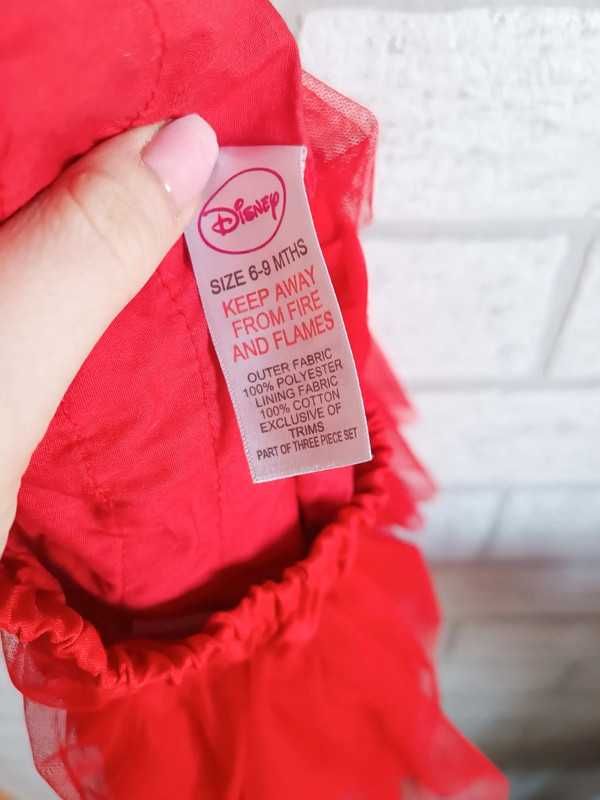 Disney
SIZE 6-9 MTHS
KEEP AWAY
FROM FIRE
AND FLAMES
OUTER FABRIC
100% POLYESTER
LINING FABRIC
100% COTTON
EXCLUSIVE OF
TRIMS
PART OF THREE PIECE SET